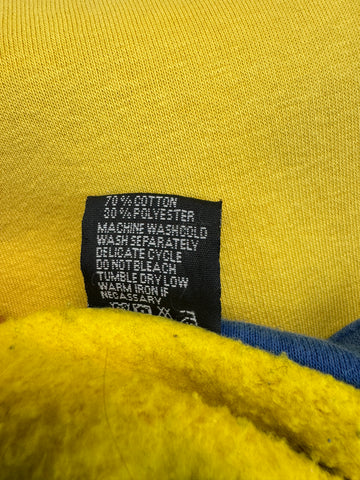 70% COTTON
30% POLYESTER
MACHINE WASH COLD
WASH SEPARATELY
DELICATE CYCLE
DO NOT BLEACH
TUMBLE DRY LOW
WARM IRON IF
NECASSARY